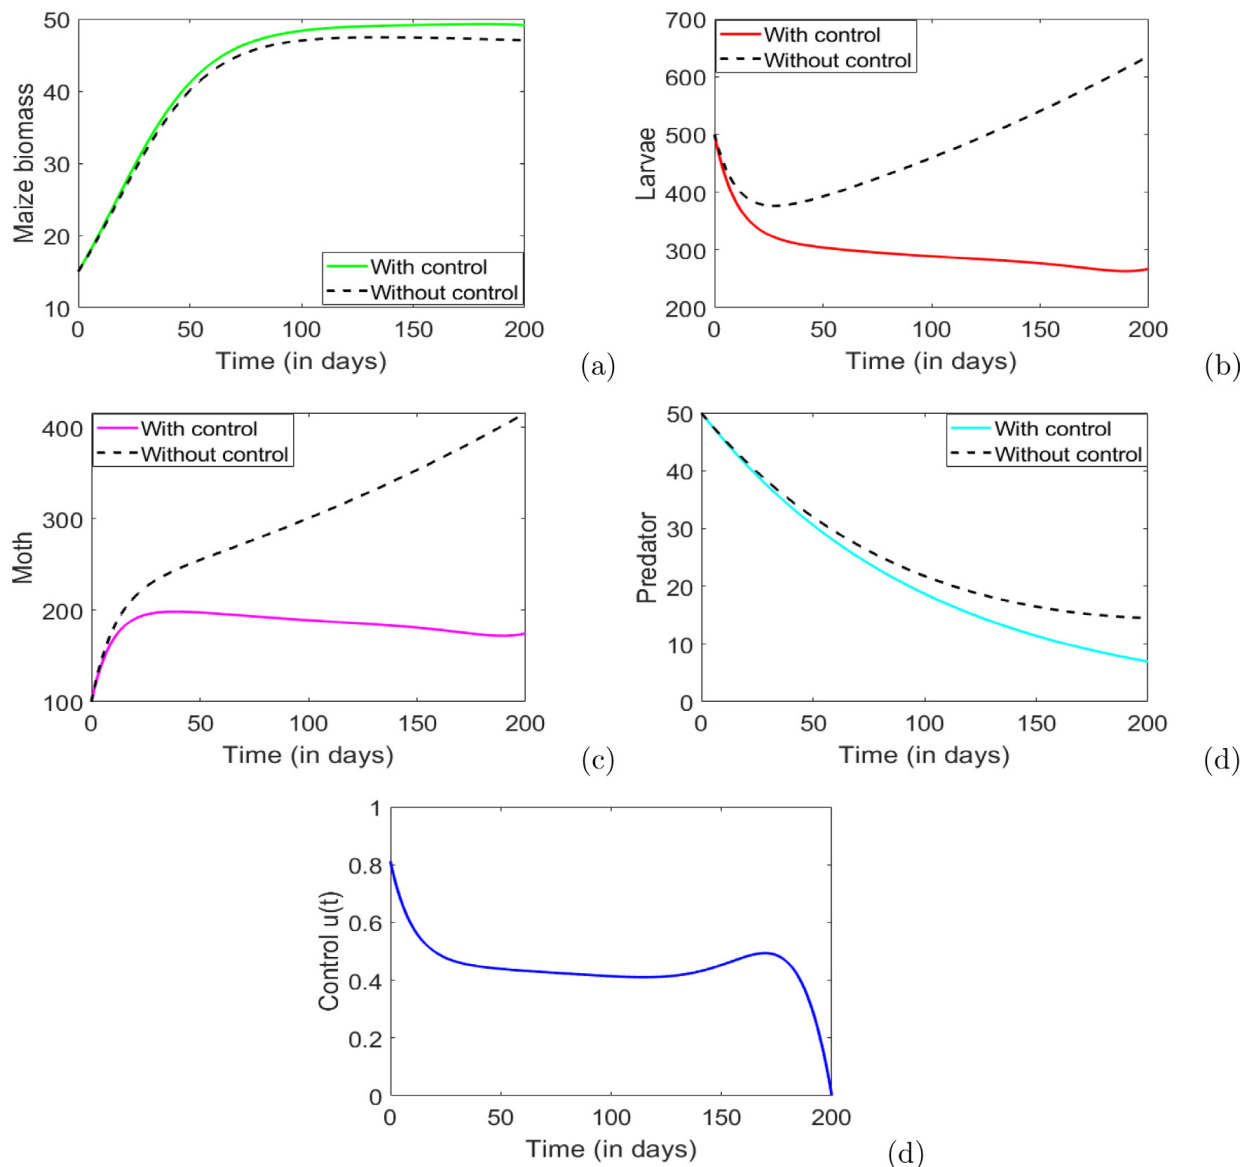 50
40
30
20
10
Maize biomass
With control
Without control
0 50 100 150 200
Time (in days)
(a)
700
600
500
400
300
200
Larvae
With control
Without control
0 50 100 150 200
Time (in days)
(b)
400
300
200
100
Moth
With control
Without control
0 50 100 150 200
Time (in days)
(c)
50
40
30
20
10
0
Predator
With control
Without control
0 50 100 150 200
Time (in days)
(d)
1
0.8
0.6
0.4
0.2
0
Control u(t)
0 50 100 150 200
Time (in days)
(d)